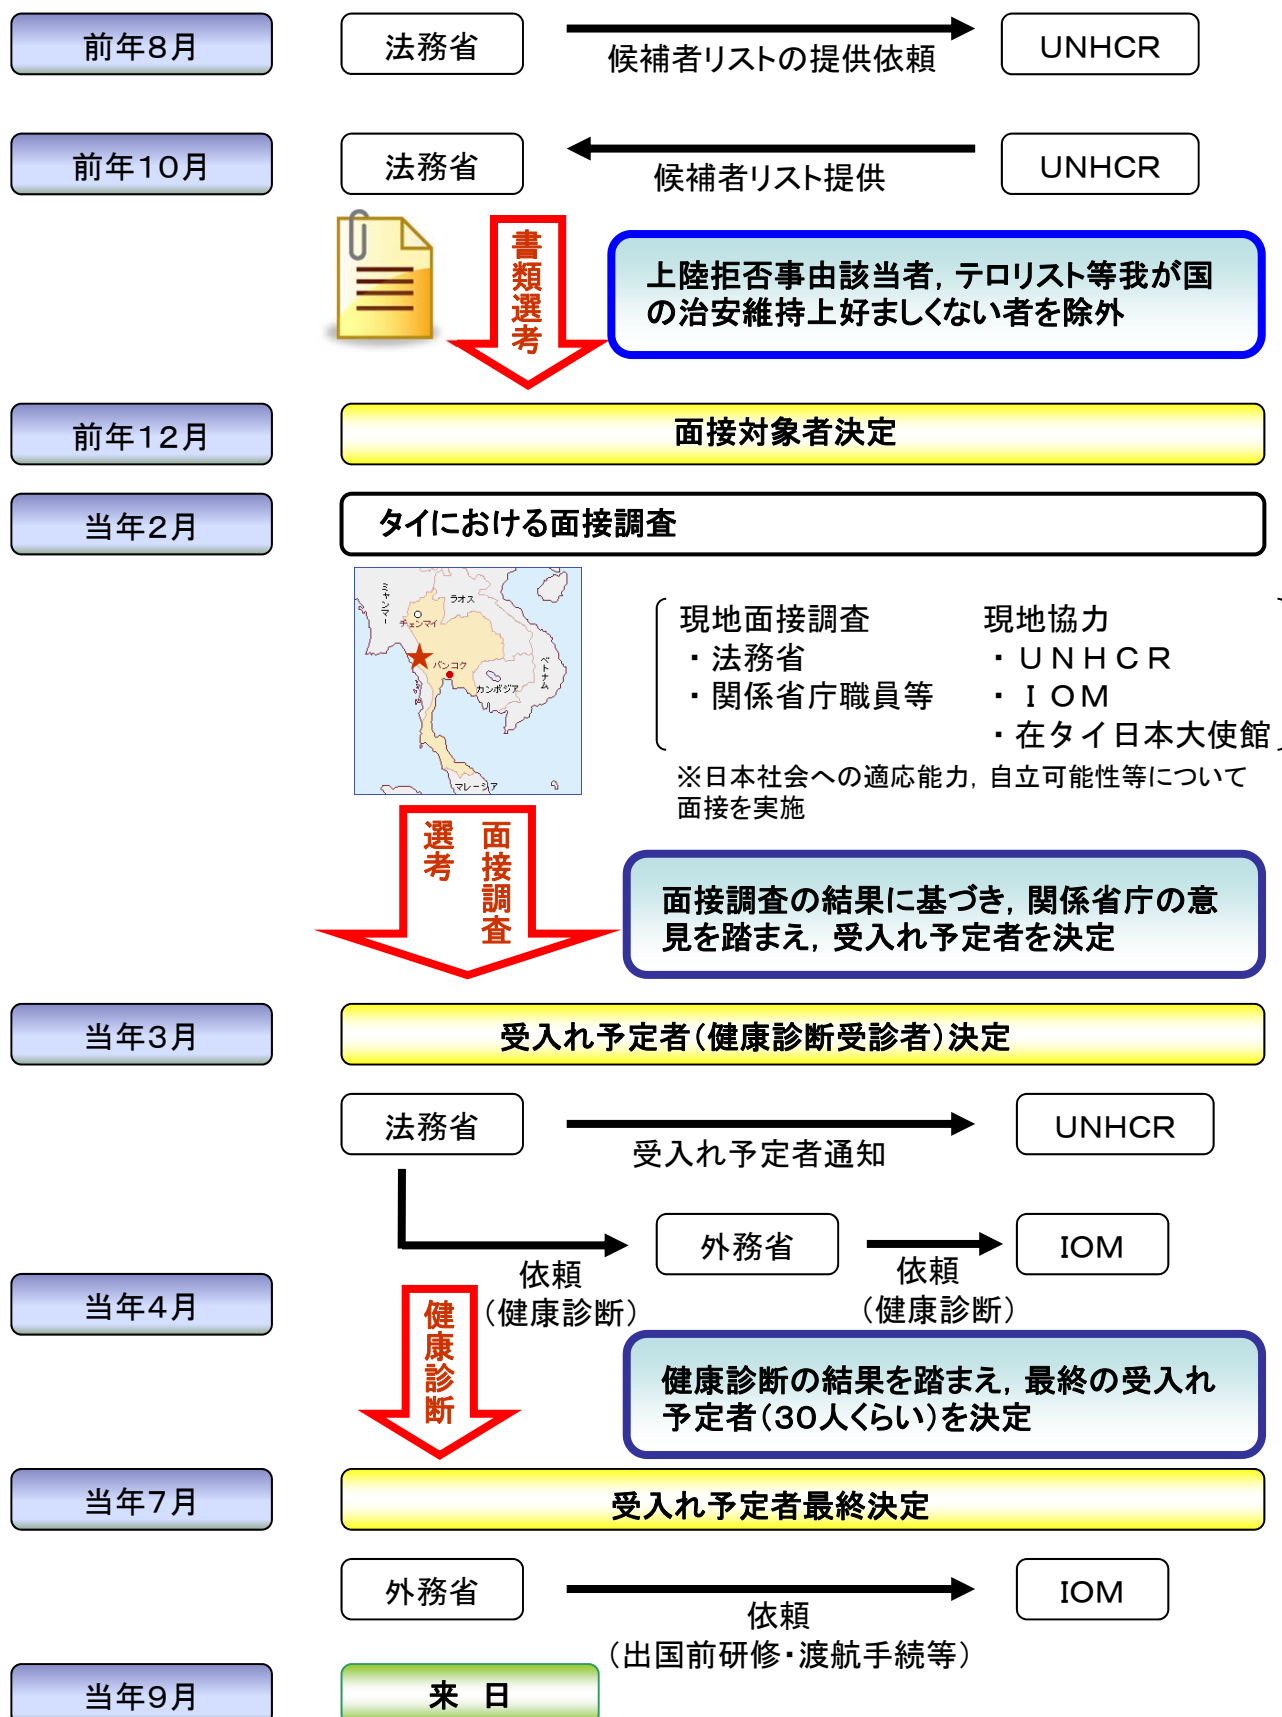 前年8月
法務省
候補者リストの提供依頼
UNHCR
前年10月
法務省
候補者リスト提供
UNHCR
書類選考
上陸拒否事由該当者，テロリスト等我が国
の治安維持上好ましくない者を除外
前年12月
面接対象者決定
当年2月
タイにおける面接調査
ミャンマー
ラオス
チェンマイ
バンコク
カンボジア
ベトナム
マレーシア
現地面接調査
・法務省
・関係省庁職員等
現地協力
・UNHCR
・IOM
・在タイ日本大使館
※日本社会への適応能力，自立可能性等について
面接を実施
面接調査
選考
面接調査の結果に基づき，関係省庁の意
見を踏まえ，受入れ予定者を決定
当年3月
受入れ予定者（健康診断受診者）決定
法務省
受入れ予定者通知
UNHCR
外務省
IOM
依頼
（健康診断）
依頼
（健康診断）
当年4月
健康診断
健康診断の結果を踏まえ，最終の受入れ
予定者（30人くらい）を決定
当年7月
受入れ予定者最終決定
外務省
依頼
（出国前研修・渡航手続等）
IOM
当年9月
来 日